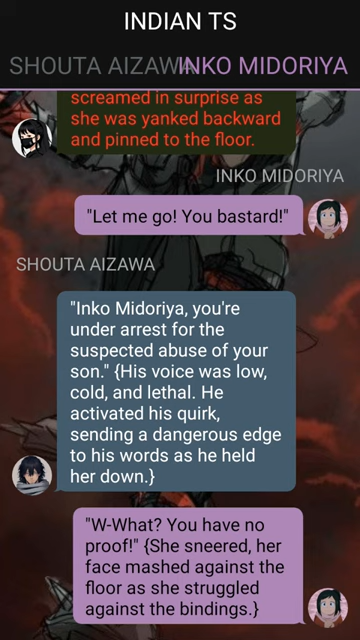 INDIAN TS
SHOUTA AIZAWA INKO MIDORIYA
screamed in surprise as
she was yanked backward
and pinned to the floor.
INKO MIDORIYA
"Let me go! You bastard!"
SHOUTA AIZAWA
"Inko Midoriya, you're
under arrest for the
suspected abuse of your
son." {His voice was low,
cold, and lethal. He
activated his quirk,
sending a dangerous edge
to his words as he held
her down.}
"W-What? You have no
proof!" {She sneered, her
face mashed against the
floor as she struggled
against the bindings.}